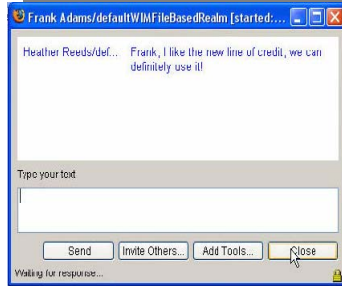 Frank Adams/defaultWIMFileBasedRealm [started:...
Heather Reeds/def... Frank, I like the new line of credit, we can
definitely use it!
Type your text
Send Invite Others... Add Tools... Close
Waiting for response...